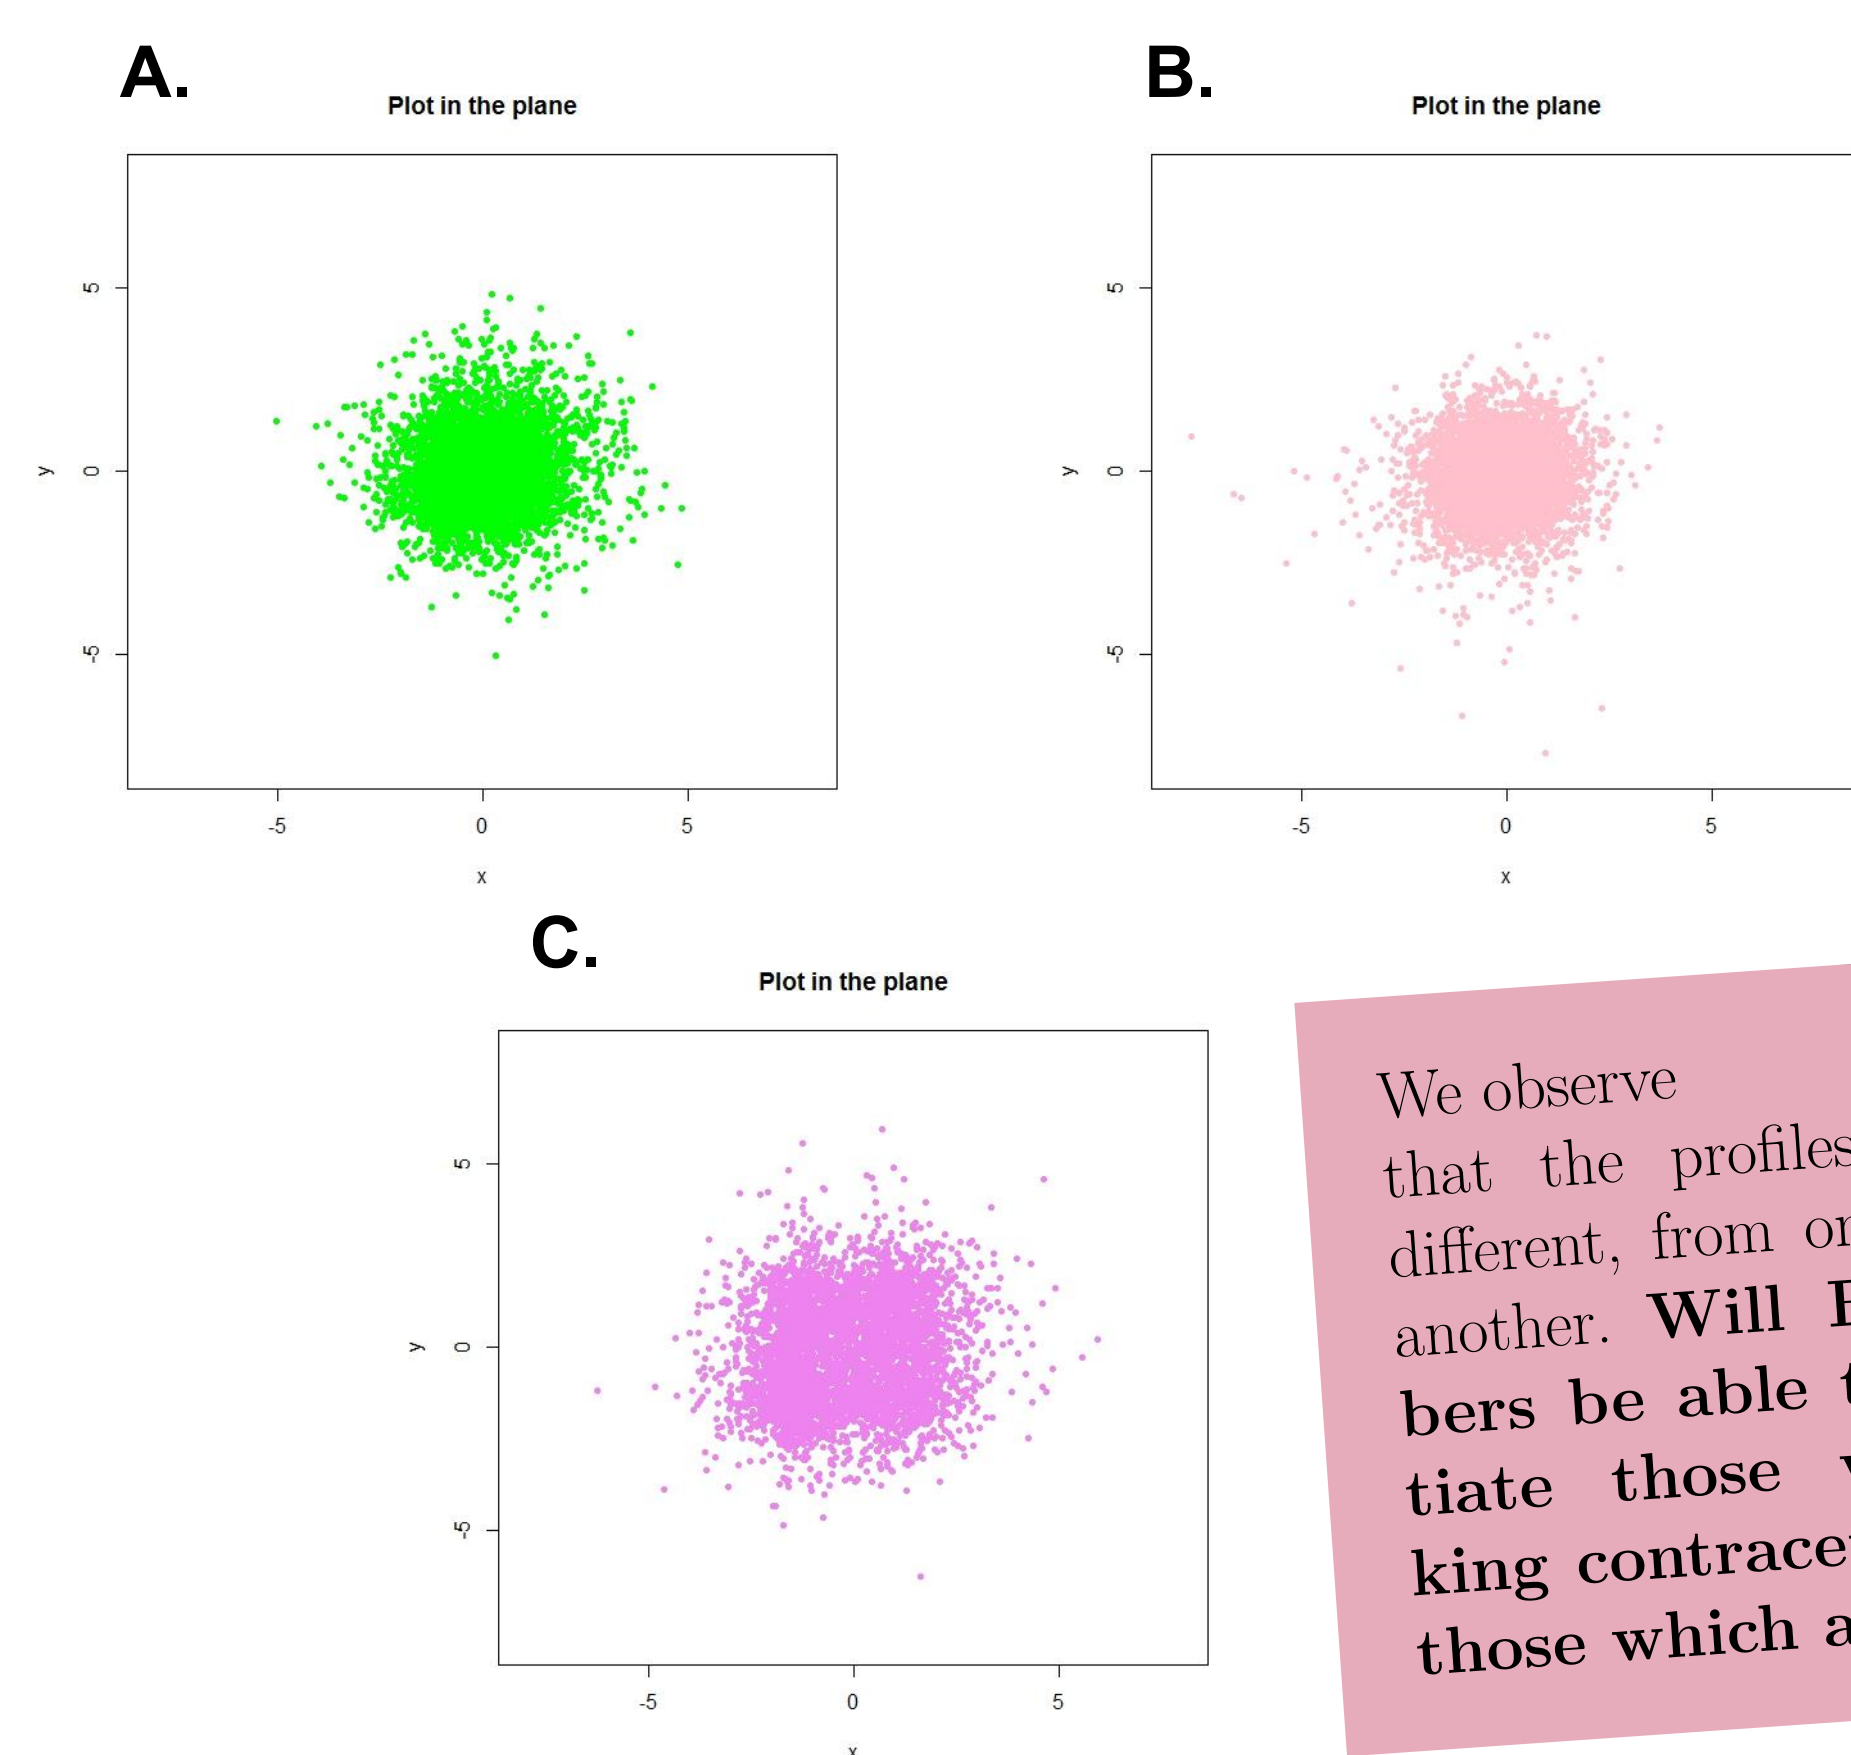 A.
Plot in the plane
5
0
-5
y
-5
0
5
x
B.
Plot in the plane
5
0
-5
y
-5
0
5
x
C.
Plot in the plane
5
0
-5
y
-5
0
5
x
We observe
that the profiles
different, from
another. Will
bers be able
tiate those
king
those which